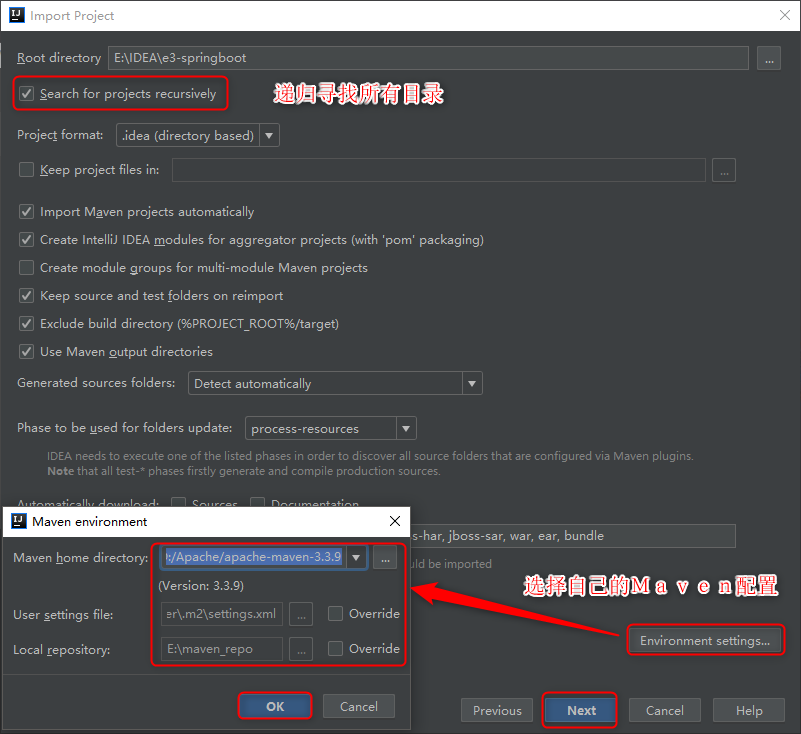 Import Project
Root directory E:\IDEA\e3-springboot ...
Search for projects recursively 递归寻找所有目录
Project format: .idea (directory based)
Keep project files in: ...
Import Maven projects automatically
Create IntelliJ IDEA modules for aggregator projects (with 'pom' packaging)
Create module groups for multi-module Maven projects
Keep source and test folders on reimport
Exclude build directory (%PROJECT_ROOT%/target)
Use Maven output directories
Generated sources folders: Detect automatically
Phase to be used for folders update: process-resources
IDEA needs to execute one of the listed phases in order to discover all source folders that are configured via Maven plugins.
Note that all test-* phases firstly generate and compile production sources.
Automatically download: Sources Documentation
s-har, jboss-sar, war, ear, bundle
uld be imported
选择自己的Maven配置
Environment settings...
Maven environment
Maven home directory: :/Apache/apache-maven-3.3.9 ...
(Version: 3.3.9)
User settings file: er\.m2\settings.xml ... Override
Local repository: E:\maven_repo ... Override
OK Cancel
Previous Next Cancel Help